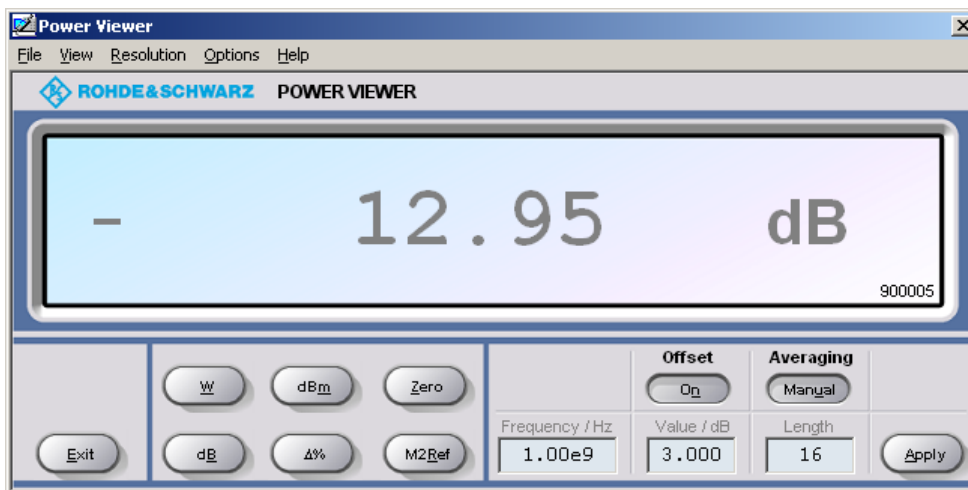 Power Viewer
File View Resolution Options Help
ROHDE&SCHWARZ POWER VIEWER
- 12.95 dB
900005
Offset Averaging
W dBm Zero On Manual
Frequency / Hz Value / dB Length
Exit dB Δ% M2Ref 1.00e9 3.000 16 Apply